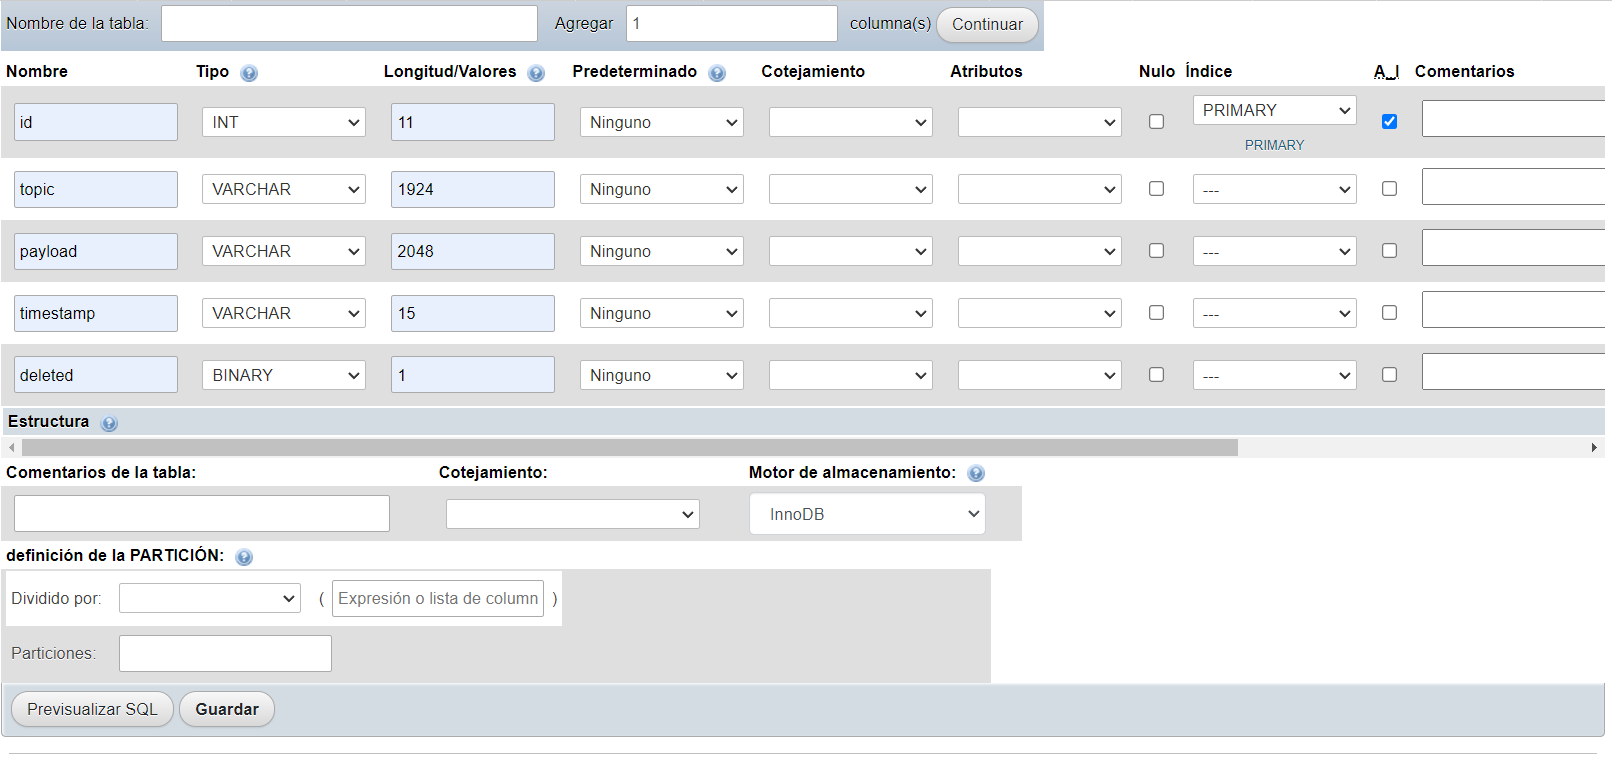 Nombre de la tabla: Agregar 1 columna(s) Continuar
Nombre Tipo Longitud/Valores Predeterminado Cotejamiento Atributos Nulo Índice A_I Comentarios
id INT 11 Ninguno PRIMARY
PRIMARY
topic VARCHAR 1924 Ninguno ---
payload VARCHAR 2048 Ninguno ---
timestamp VARCHAR 15 Ninguno ---
deleted BINARY 1 Ninguno ---
Estructura
Comentarios de la tabla: Cotejamiento: Motor de almacenamiento:
InnoDB
definición de la PARTICIÓN:
Dividido por: ( Expresión o lista de column )
Particiones:
Previsualizar SQL Guardar